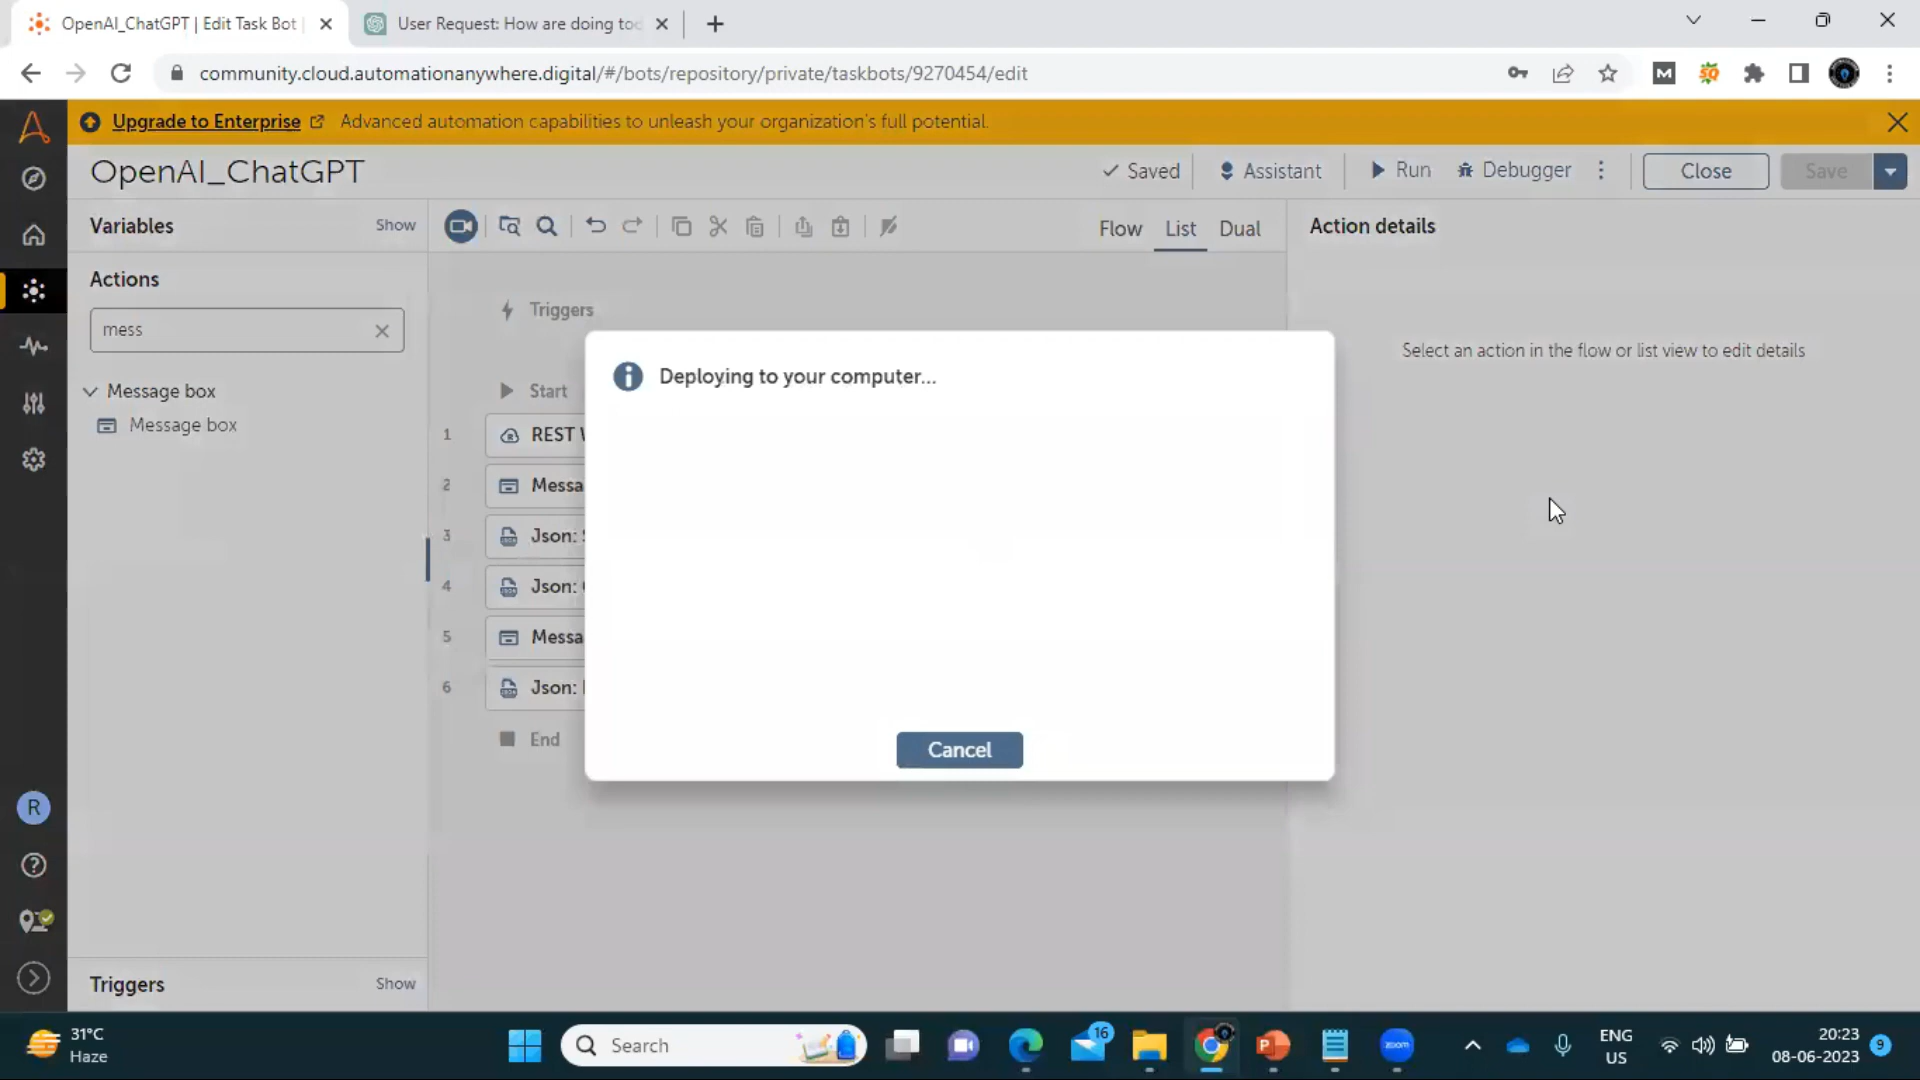 OpenAI_ChatGPT | Edit Task Bot |
User Request: How are doing tod
community.cloud.automationanywhere.digital/#/bots/repository/private/taskbots/9270454/edit
Upgrade to Enterprise Advanced automation capabilities to unleash your organization's full potential.
OpenAI_ChatGPT
Saved
Assistant
Run
Debugger
Close
Save
Variables
Show
Flow
List
Dual
Action details
Actions
mess
Message box
Message box
Triggers
Select an action in the flow or list view to edit details
Deploying to your computer...
Start
1 REST
2 Messa
3 Json:
4 Json:
5 Messa
6 Json:
End
Cancel
R
Triggers
Show
31°C
Haze
Search
16
zoom
ENG
US
20:23
08-06-2023
9